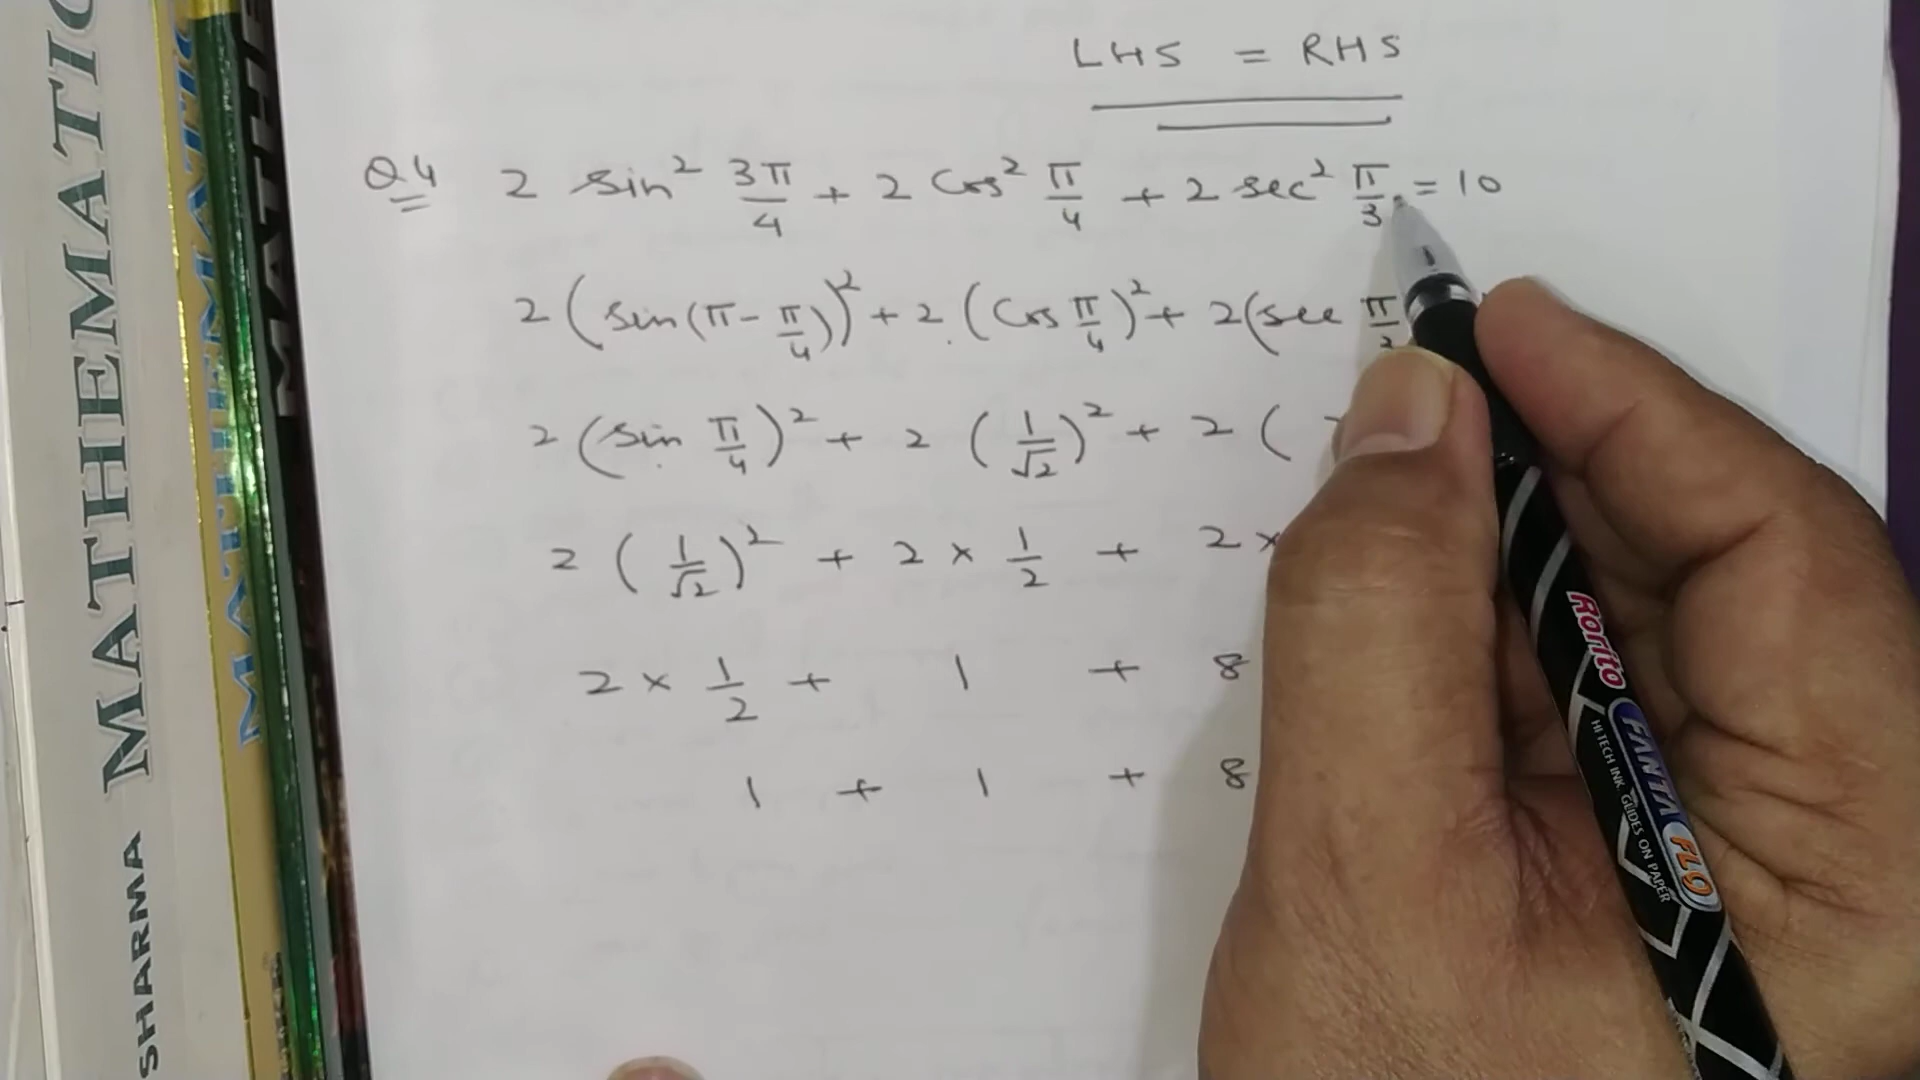 LHS = RHS
Q4 2 sin² 3π/4 + 2 cos² π/4 + 2 sec² π/3 = 10
2 (sin(π - π/4))² + 2 . (cos π/4)² + 2(sec π
2 (sin π/4)² + 2 (1/√2)² + 2 (
2 (1/√2)² + 2 × 1/2 + 2 ×
2 × 1/2 + 1 + 8
1 + 1 + 8
MATHEMATIC
SHARMA
MATHEMATIC
MATHE
Rorito
FANTA FLO
HI TECH INK. GLIDES ON PAPER